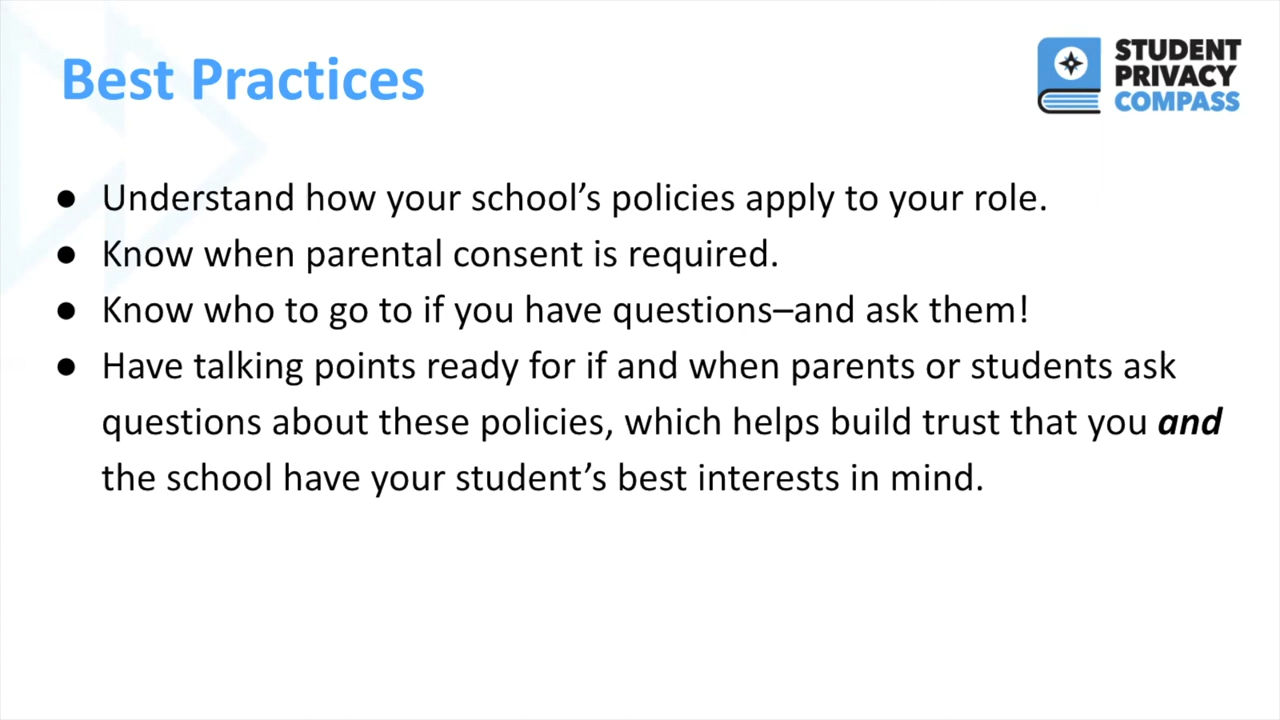 Best Practices
STUDENT
PRIVACY
COMPASS
● Understand how your school’s policies apply to your role.
● Know when parental consent is required.
● Know who to go to if you have questions–and ask them!
● Have talking points ready for if and when parents or students ask
questions about these policies, which helps build trust that you and
the school have your student’s best interests in mind.